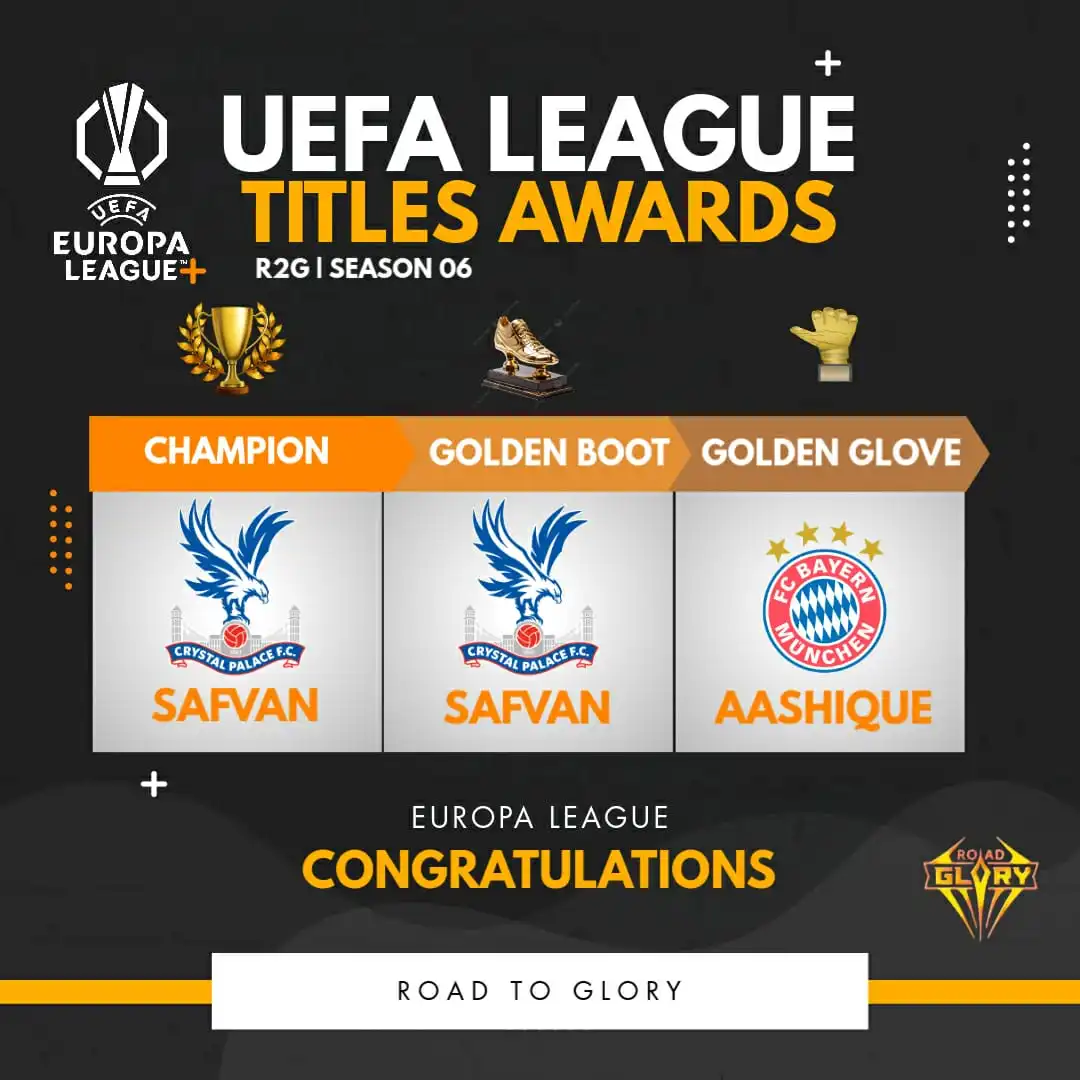 UEFA LEAGUE
TITLES AWARDS
R2G | SEASON 06
UEFA
EUROPA
LEAGUE™
CHAMPION
GOLDEN BOOT
GOLDEN GLOVE
CRYSTAL PALACE F.C.
SAFVAN
CRYSTAL PALACE F.C.
SAFVAN
FC BAYERN
MÜNCHEN
AASHIQUE
EUROPA LEAGUE
CONGRATULATIONS
ROAD
GLORY
ROAD TO GLORY